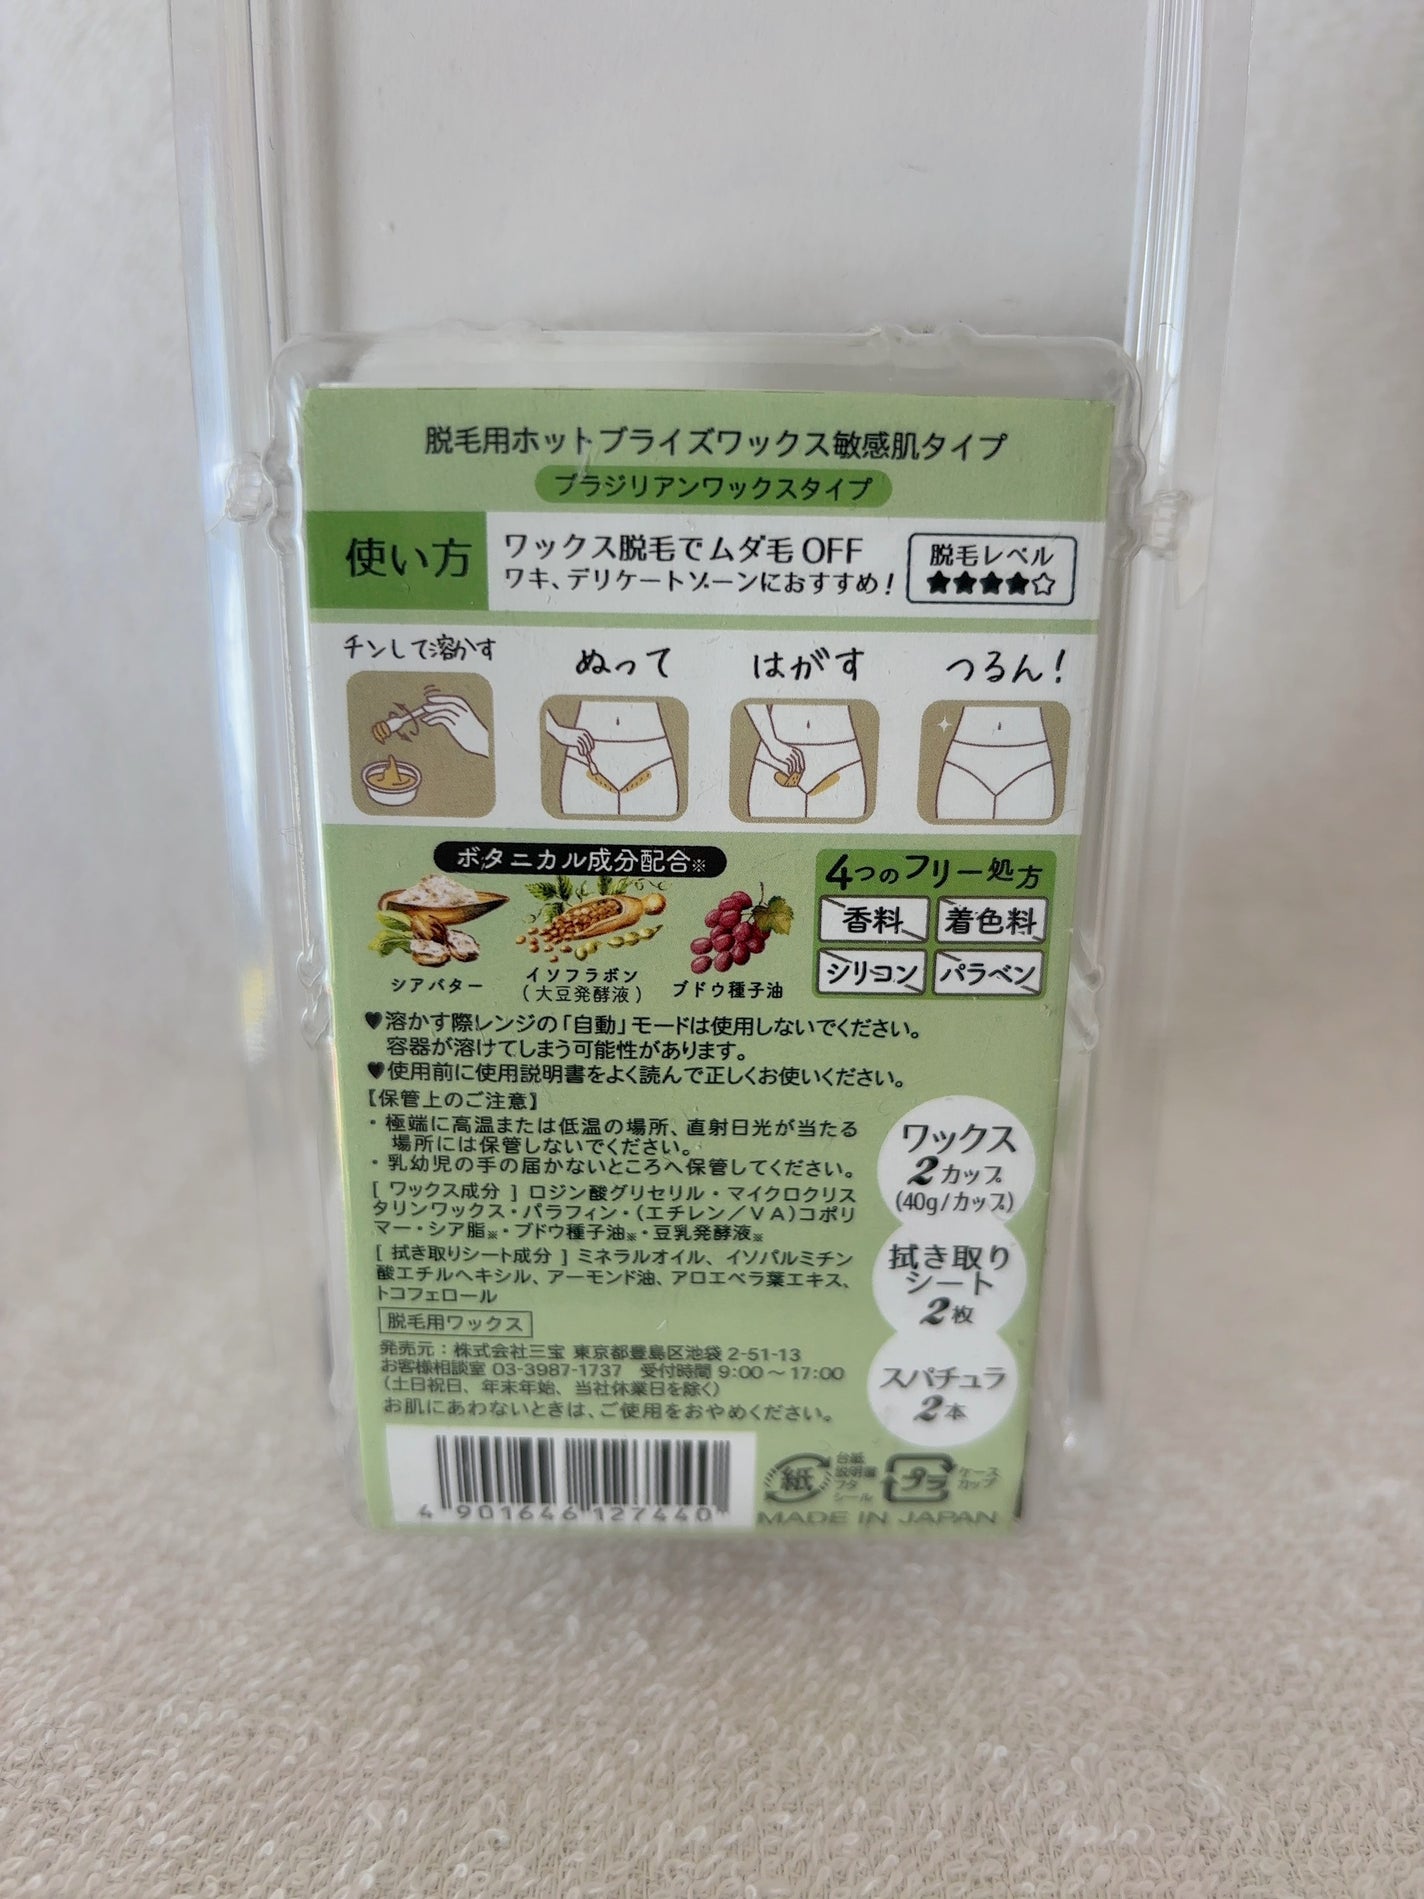 脱毛用ホットブライズワックス敏感肌タイプ
ブラジリアンワックスタイプ
使い方
ワックス脱毛でムダ毛OFF
ワキ、デリケートゾーンにおすすめ!
脱毛レベル
★★★★☆
チンして溶かす
ぬって
はがす
つるん!
ボタニカル成分配合※
シアバター
イソフラボン
(大豆発酵液)
ブドウ種子油
4つのフリー処方
香料
着色料
シリコン
パラベン
♥溶かす際レンジの「自動」モードは使用しないでください。
容器が溶けてしまう可能性があります。
♥使用前に使用説明書をよく読んで正しくお使いください。
【保管上のご注意】
・極端に高温または低温の場所、直射日光が当たる
場所には保管しないでください。
・乳幼児の手の届かないところへ保管してください。
[ ワックス成分 ] ロジン酸グリセリル・マイクロクリス
タリンワックス・パラフィン・(エチレン/VA)コポリ
マー・シア脂※・ブドウ種子油※・豆乳発酵液※
[ 拭き取りシート成分 ] ミネラルオイル、イソパルミチン
酸エチルヘキシル、アーモンド油、アロエベラ葉エキス、
トコフェロール
脱毛用ワックス
発売元:株式会社三宝 東京都豊島区池袋2-51-13
お客様相談室 03-3987-1737 受付時間 9:00~17:00
(土日祝日、年末年始、当社休業日を除く)
お肌にあわないときは、ご使用をおやめください。
ワックス
2カップ
(40g/カップ)
拭き取り
シート
2枚
スパチュラ
2本
4 901646 127440
紙
台紙
説明書
フタ
シール
プラ
ケース
カップ
MADE IN JAPAN